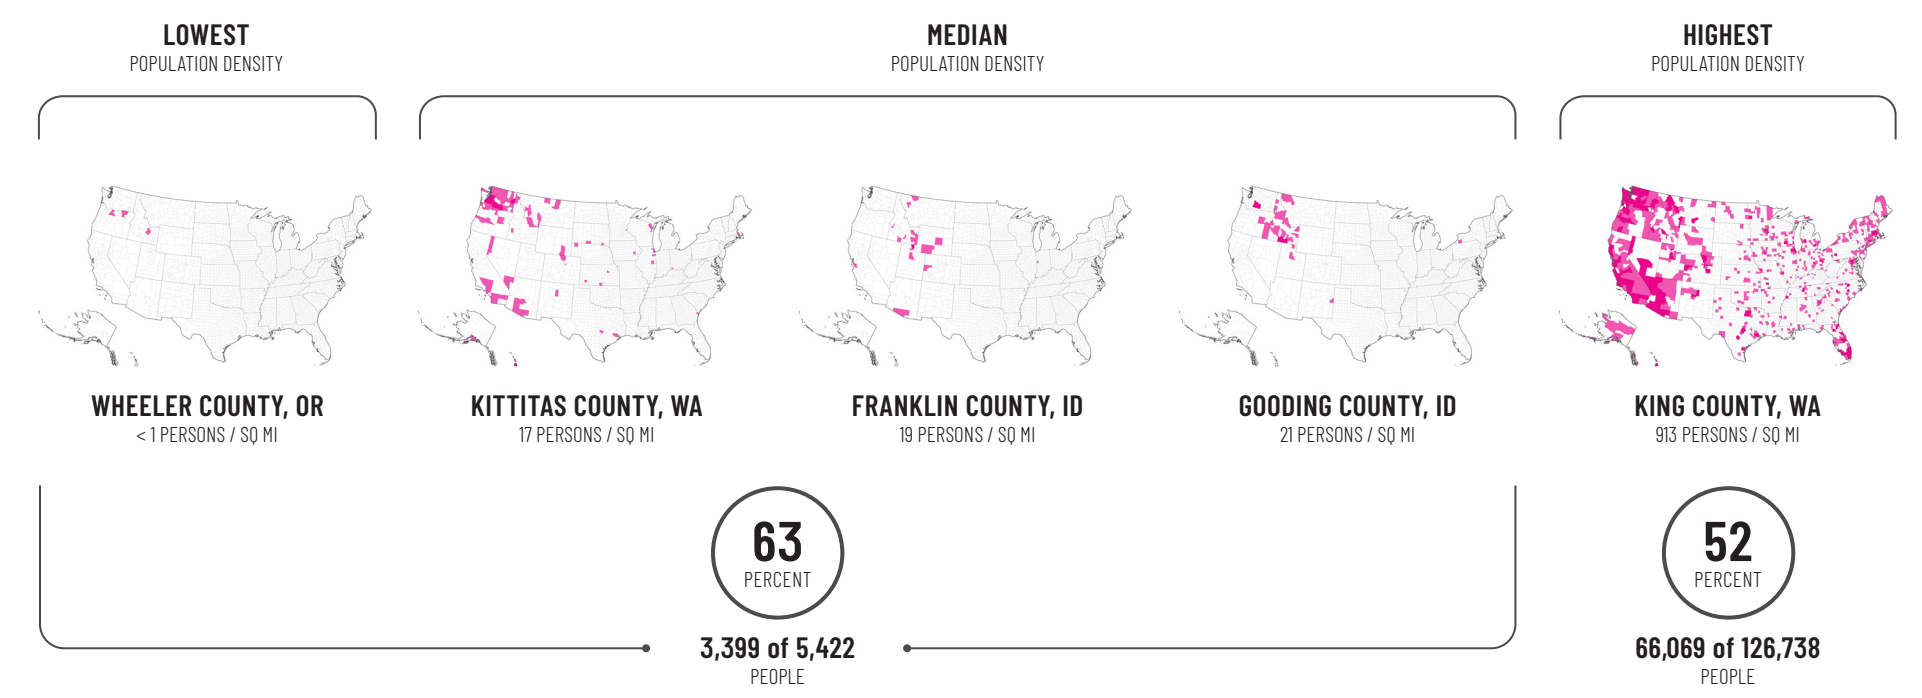 LOWEST
POPULATION DENSITY
MEDIAN
POPULATION DENSITY
HIGHEST
POPULATION DENSITY
WHEELER COUNTY, OR
< 1 PERSONS / SQ MI
KITTITAS COUNTY, WA
17 PERSONS / SQ MI
FRANKLIN COUNTY, ID
19 PERSONS / SQ MI
GOODING COUNTY, ID
21 PERSONS / SQ MI
KING COUNTY, WA
913 PERSONS / SQ MI
63
PERCENT
3,399 of 5,422
PEOPLE
52
PERCENT
66,069 of 126,738
PEOPLE